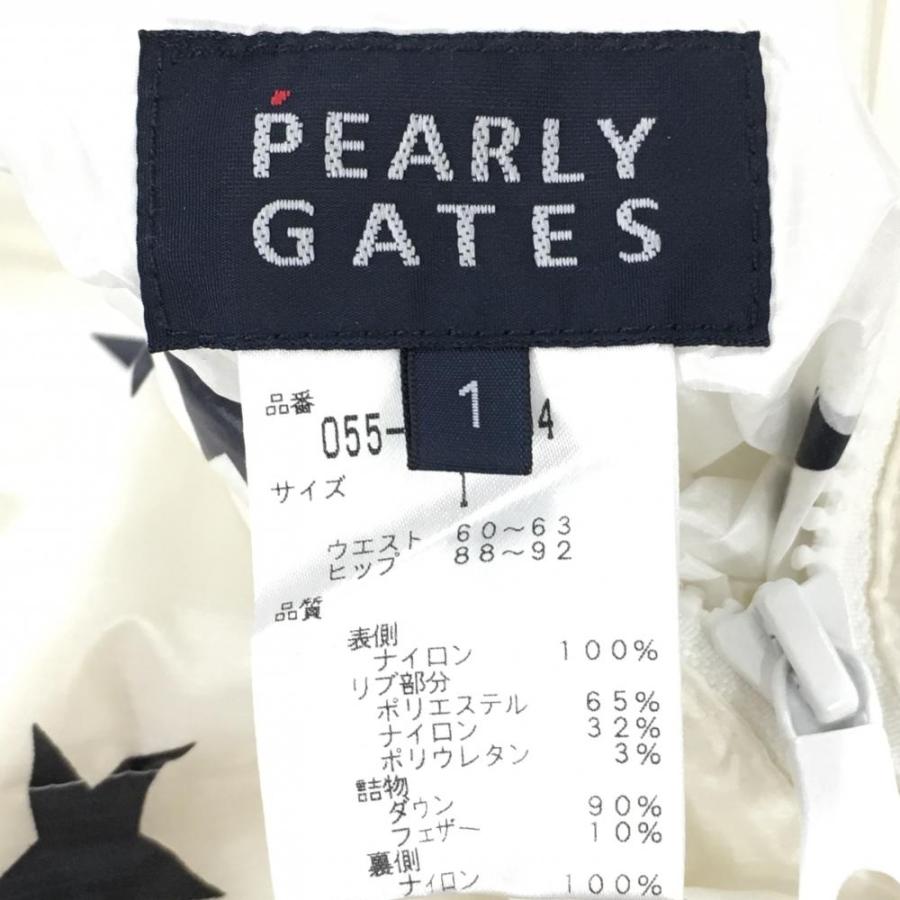 PEARLY
GATES
1
品番
055- 4
サイズ
1
ウエスト 60～63
ヒップ 88～92
品質
表側
ナイロン 100%
リブ部分
ポリエステル 65%
ナイロン 32%
ポリウレタン 3%
詰物
ダウン 90%
フェザー 10%
裏側
ナイロン 100%